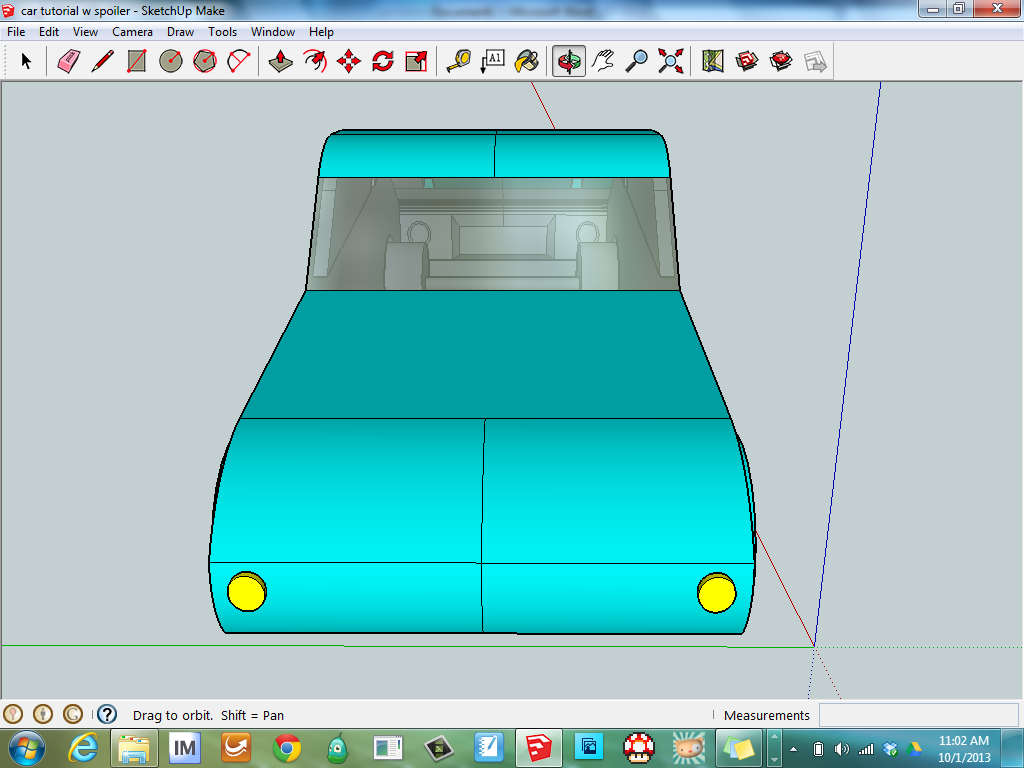 car tutorial w spoiler - SketchUp Make
File Edit View Camera Draw Tools Window Help
A1
Drag to orbit. Shift = Pan
Measurements
IM
11:02 AM
10/1/2013